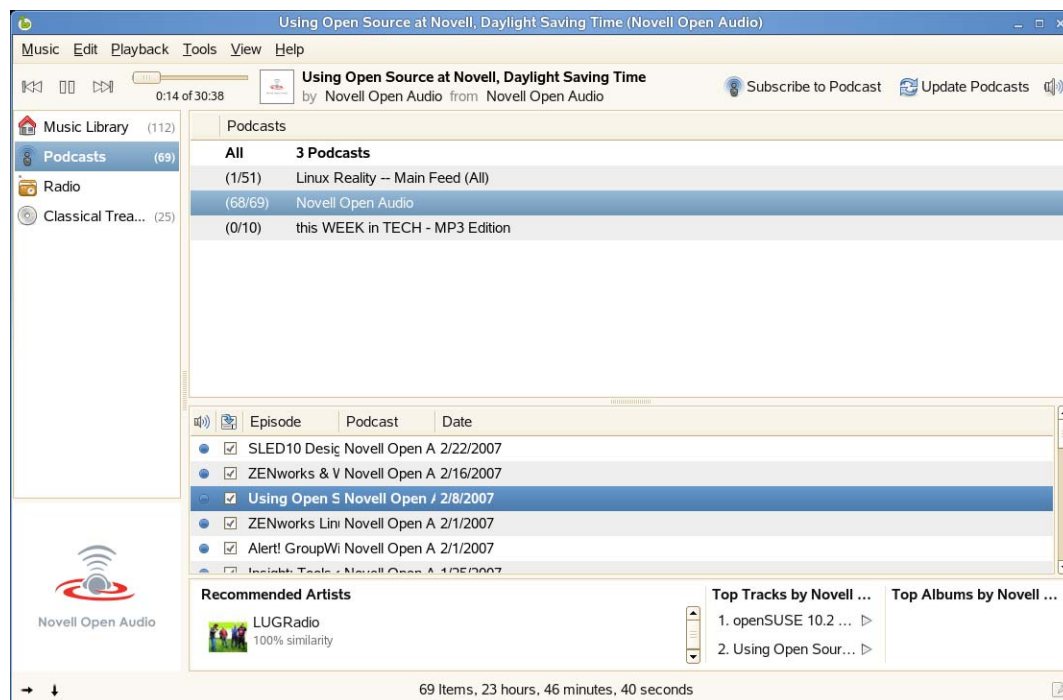 Using Open Source at Novell, Daylight Saving Time (Novell Open Audio)
Music Edit Playback Tools View Help
0:14 of 30:38
Using Open Source at Novell, Daylight Saving Time
by Novell Open Audio from Novell Open Audio
Subscribe to Podcast Update Podcasts
Music Library (112)
Podcasts (69)
Radio
Classical Trea... (25)
Podcasts
All 3 Podcasts
(1/51) Linux Reality -- Main Feed (All)
(68/69) Novell Open Audio
(0/10) this WEEK in TECH - MP3 Edition
Episode Podcast Date
SLED10 Desig Novell Open A 2/22/2007
ZENworks & V Novell Open A 2/16/2007
Using Open S Novell Open A 2/8/2007
ZENworks Lin Novell Open A 2/1/2007
Alert! GroupWi Novell Open A 2/1/2007
Insight: Tools Novell Open A 1/25/2007
Novell Open Audio
Recommended Artists
LUGRadio
100% similarity
Top Tracks by Novell ...
1. openSUSE 10.2 ...
2. Using Open Sour...
Top Albums by Novell ...
69 Items, 23 hours, 46 minutes, 40 seconds